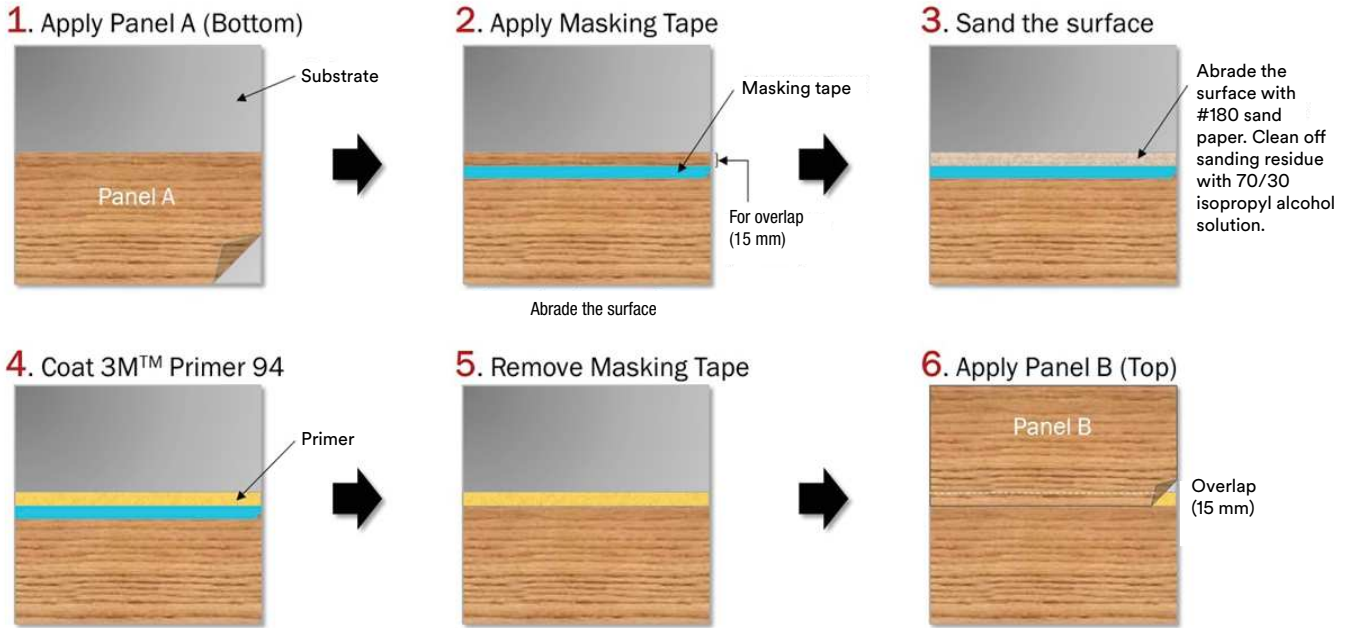 1. Apply Panel A (Bottom)
Substrate
Panel A
2. Apply Masking Tape
Masking tape
For overlap
(15 mm)
Abrade the surface
3. Sand the surface
Abrade the
surface with
#180 sand
paper. Clean off
sanding residue
with 70/30
isopropyl alcohol
solution.
4. Coat 3M™ Primer 94
Primer
5. Remove Masking Tape
6. Apply Panel B (Top)
Panel B
Overlap
(15 mm)